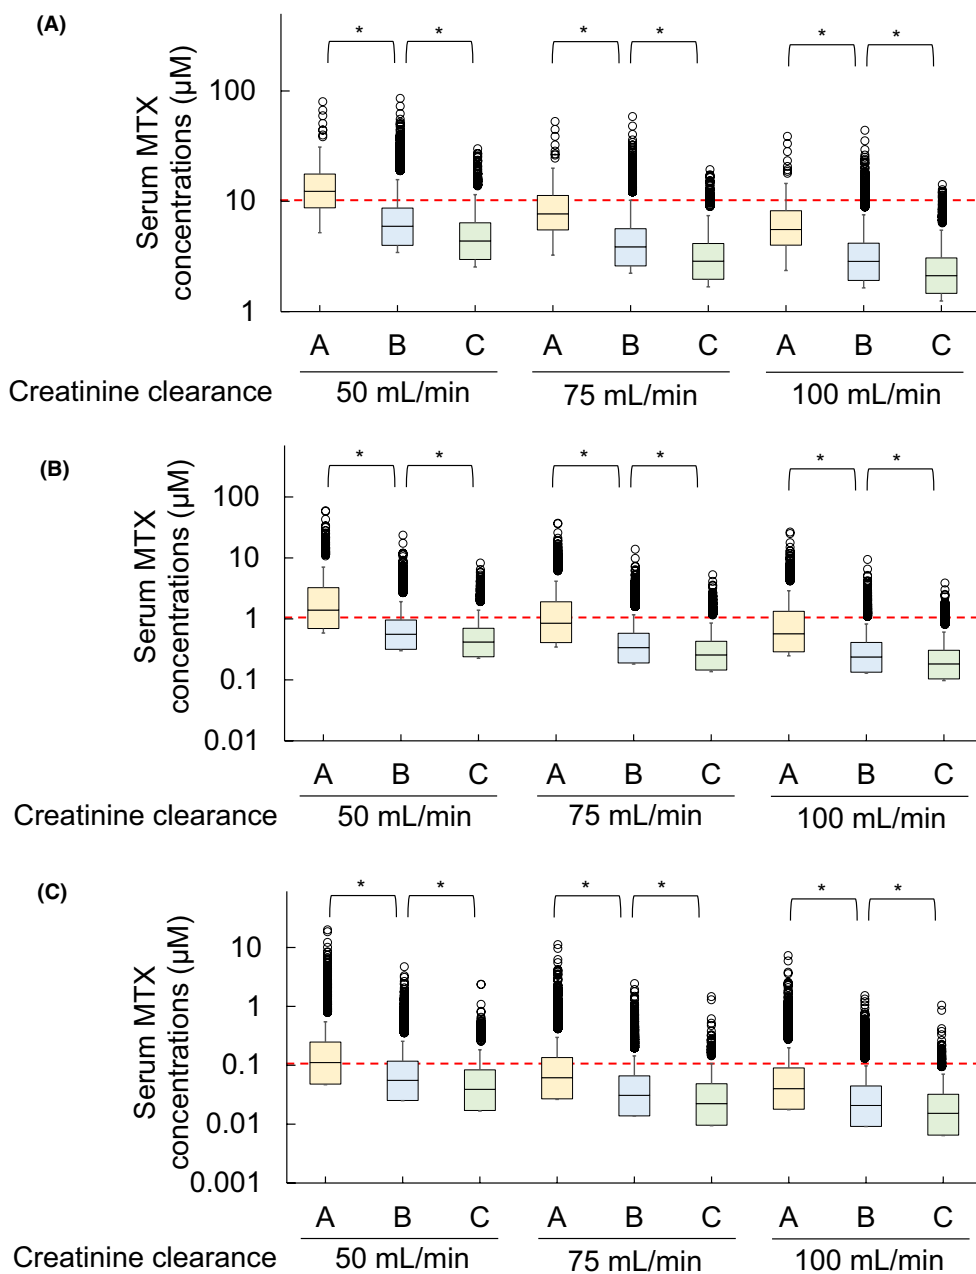 (A)
* * * * * *
Serum MTX
concentrations (µM)
100
10
1
A B C A B C A B C
Creatinine clearance 50 mL/min 75 mL/min 100 mL/min
(B)
* * * * * *
Serum MTX
concentrations (µM)
100
10
1
0.1
0.01
A B C A B C A B C
Creatinine clearance 50 mL/min 75 mL/min 100 mL/min
(C)
* * * * * *
Serum MTX
concentrations (µM)
10
1
0.1
0.01
0.001
A B C A B C A B C
Creatinine clearance 50 mL/min 75 mL/min 100 mL/min